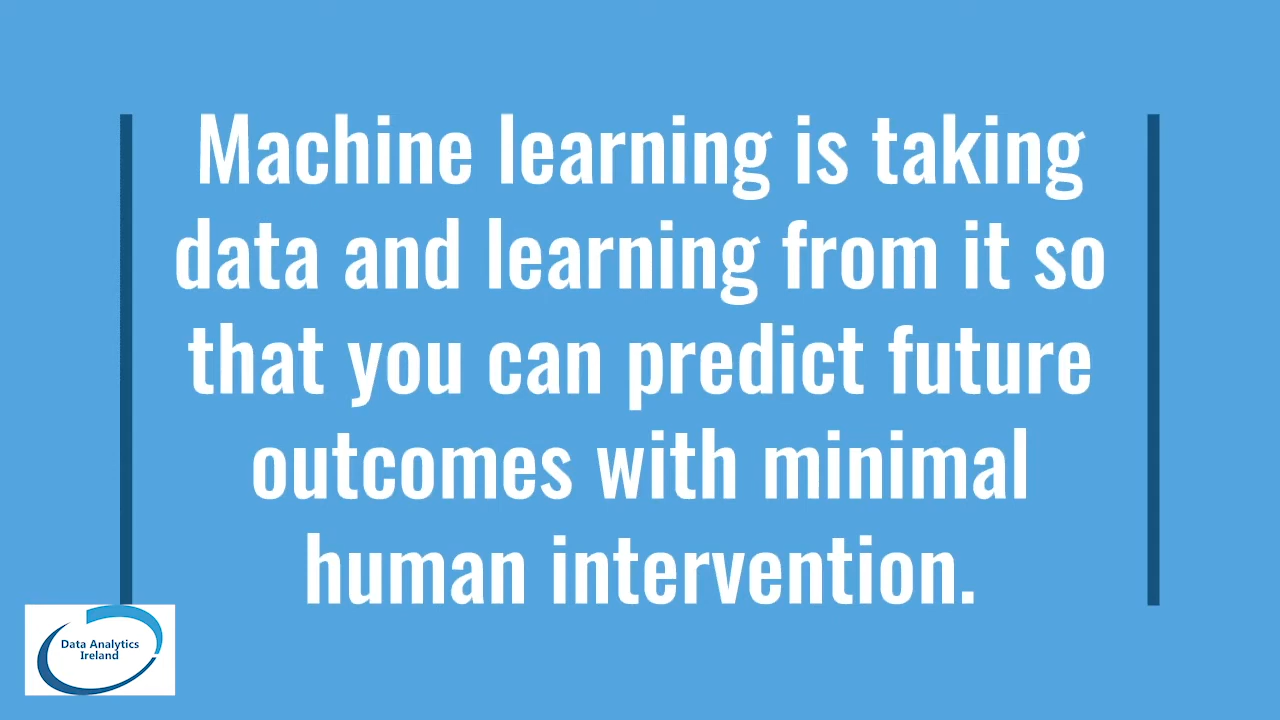 Machine learning is taking
data and learning from it so
that you can predict future
outcomes with minimal
human intervention.
Data Analytics
Ireland